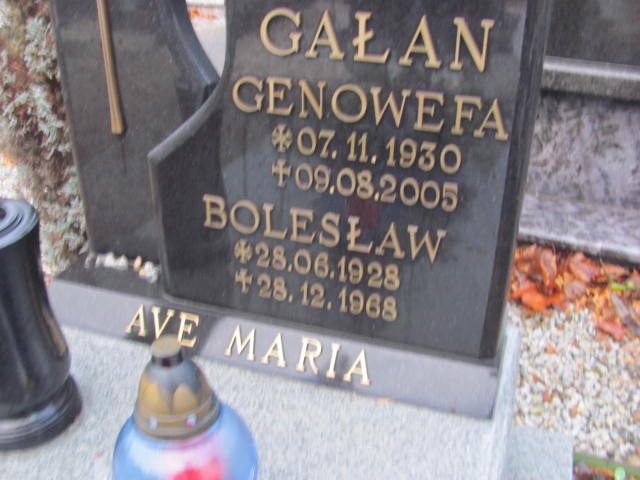 GAŁAN
GENOWEFA
✻ 07.11.1930
✝ 09.08.2005
BOLESŁAW
✻ 28.06.1928
✝ 28.12.1968
AVE MARIA